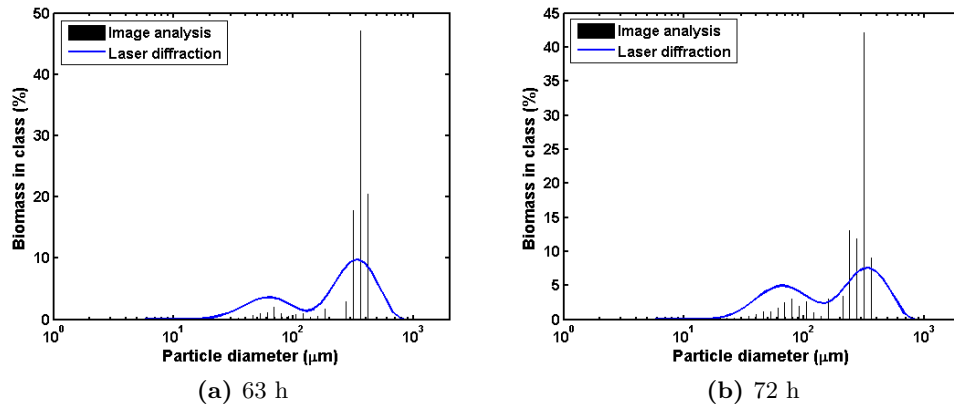 50
40
30
20
10
0
Biomass in class (%)
Image analysis
Laser diffraction
10^0
10^1
10^2
10^3
Particle diameter (μm)
(a) 63 h
45
40
35
30
25
20
15
10
5
0
Biomass in class (%)
Image analysis
Laser diffraction
10^0
10^1
10^2
10^3
Particle diameter (μm)
(b) 72 h